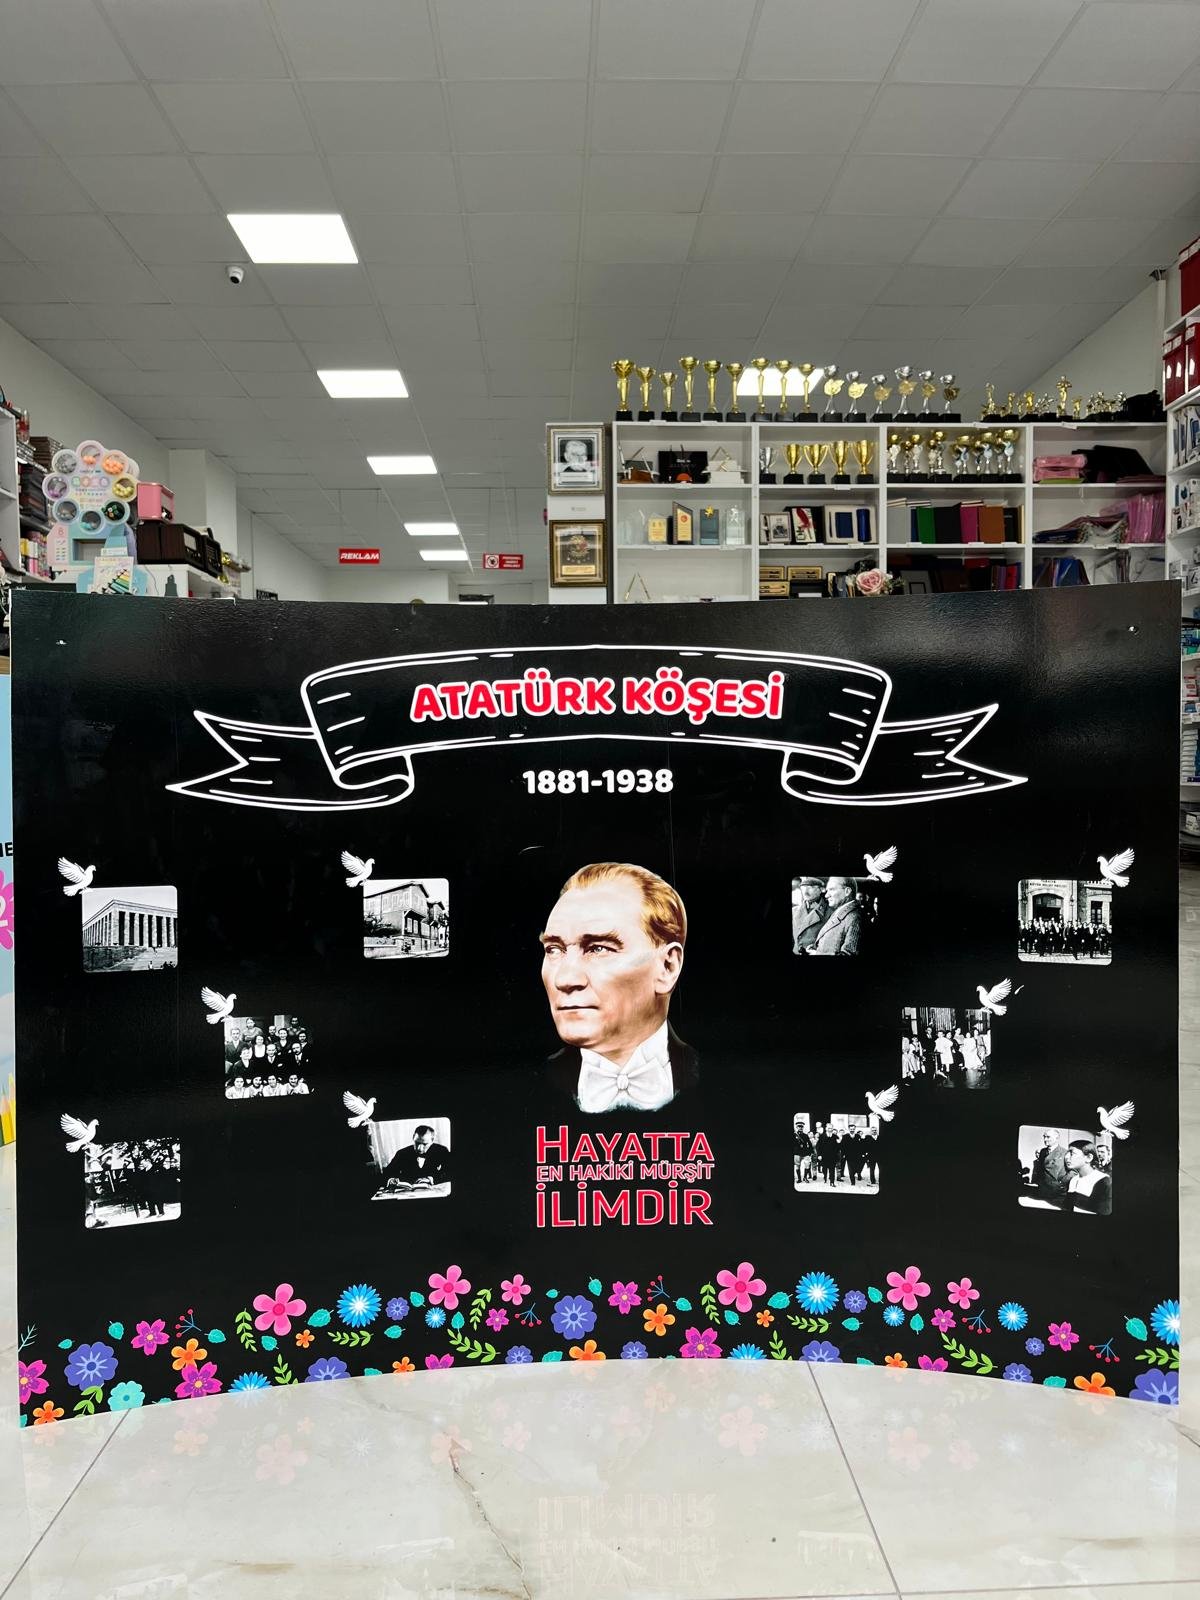 REKLAM
ATATÜRK KÖŞESİ
1881-1938
HAYATTA
EN HAKİKİ MÜRŞİT
İLİMDİR